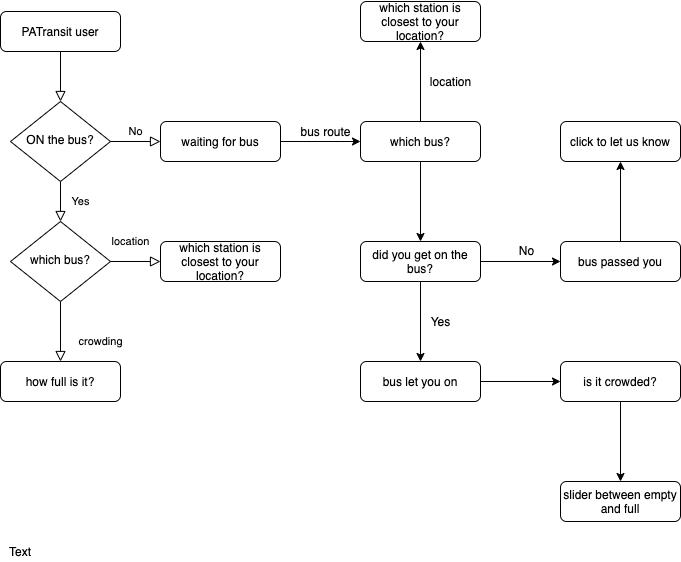 which station is
closest to your
location?
PATransit user
location
ON the bus?
No
waiting for bus
bus route
which bus?
click to let us know
Yes
which bus?
location
which station is
closest to your
location?
did you get on the
bus?
No
bus passed you
crowding
Yes
how full is it?
bus let you on
is it crowded?
slider between empty
and full
Text